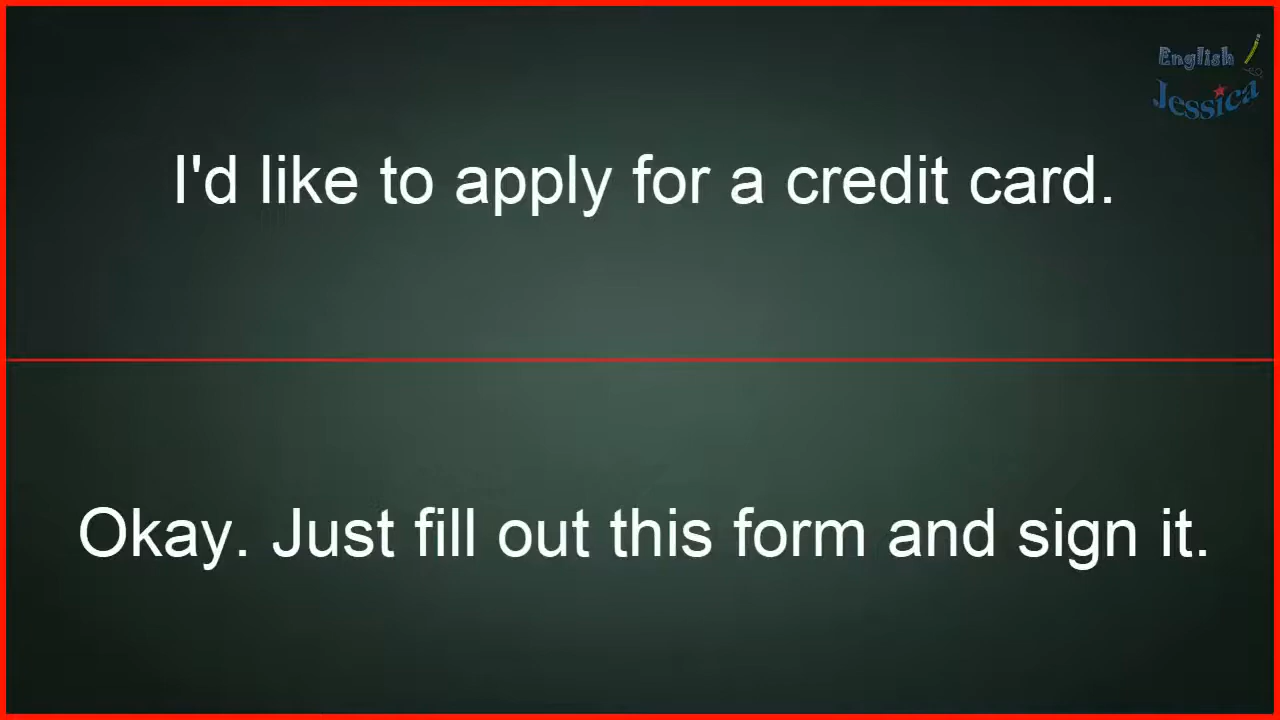 English
Jessica
I'd like to apply for a credit card.
Okay. Just fill out this form and sign it.